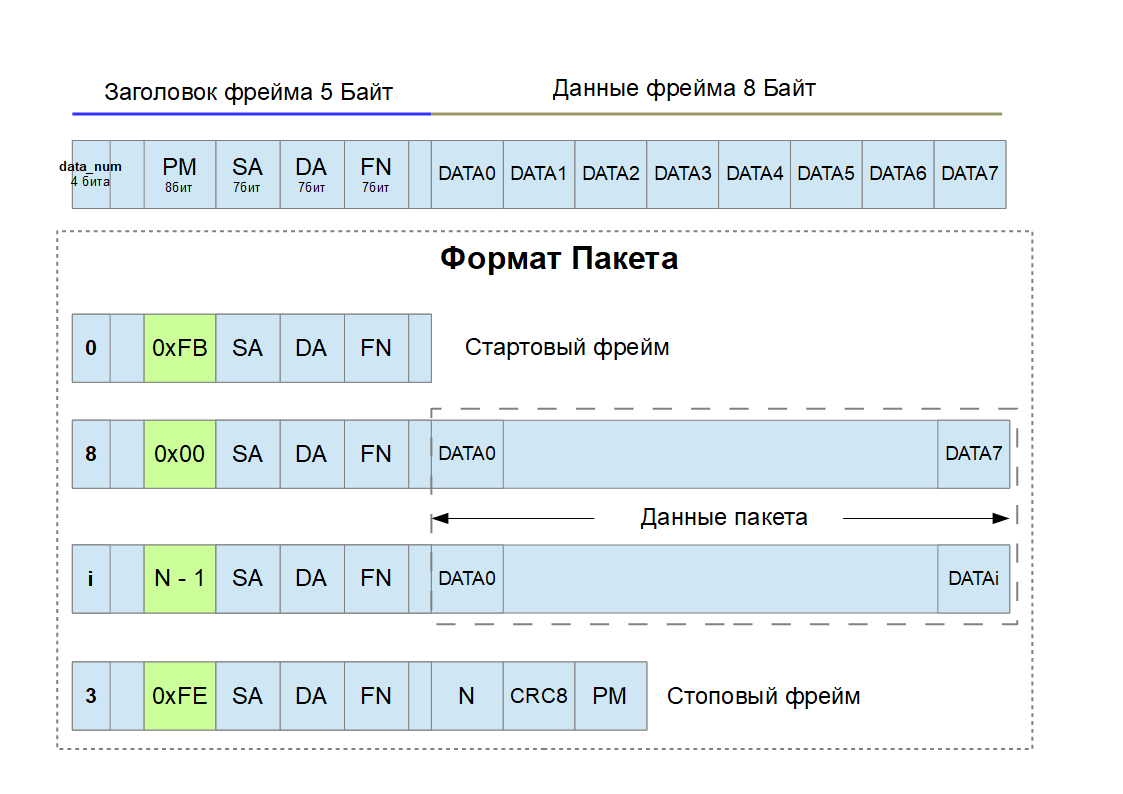 Заголовок фрейма 5 Байт
Данные фрейма 8 Байт
data_num PM SA DA FN DATA0 DATA1 DATA2 DATA3 DATA4 DATA5 DATA6 DATA7
4 бита 8бит 7бит 7бит 7бит
Формат Пакета
0 0xFB SA DA FN Стартовый фрейм
8 0x00 SA DA FN DATA0 DATA7
Данные пакета
i N - 1 SA DA FN DATA0 DATAi
3 0xFE SA DA FN N CRC8 PM Стоповый фрейм